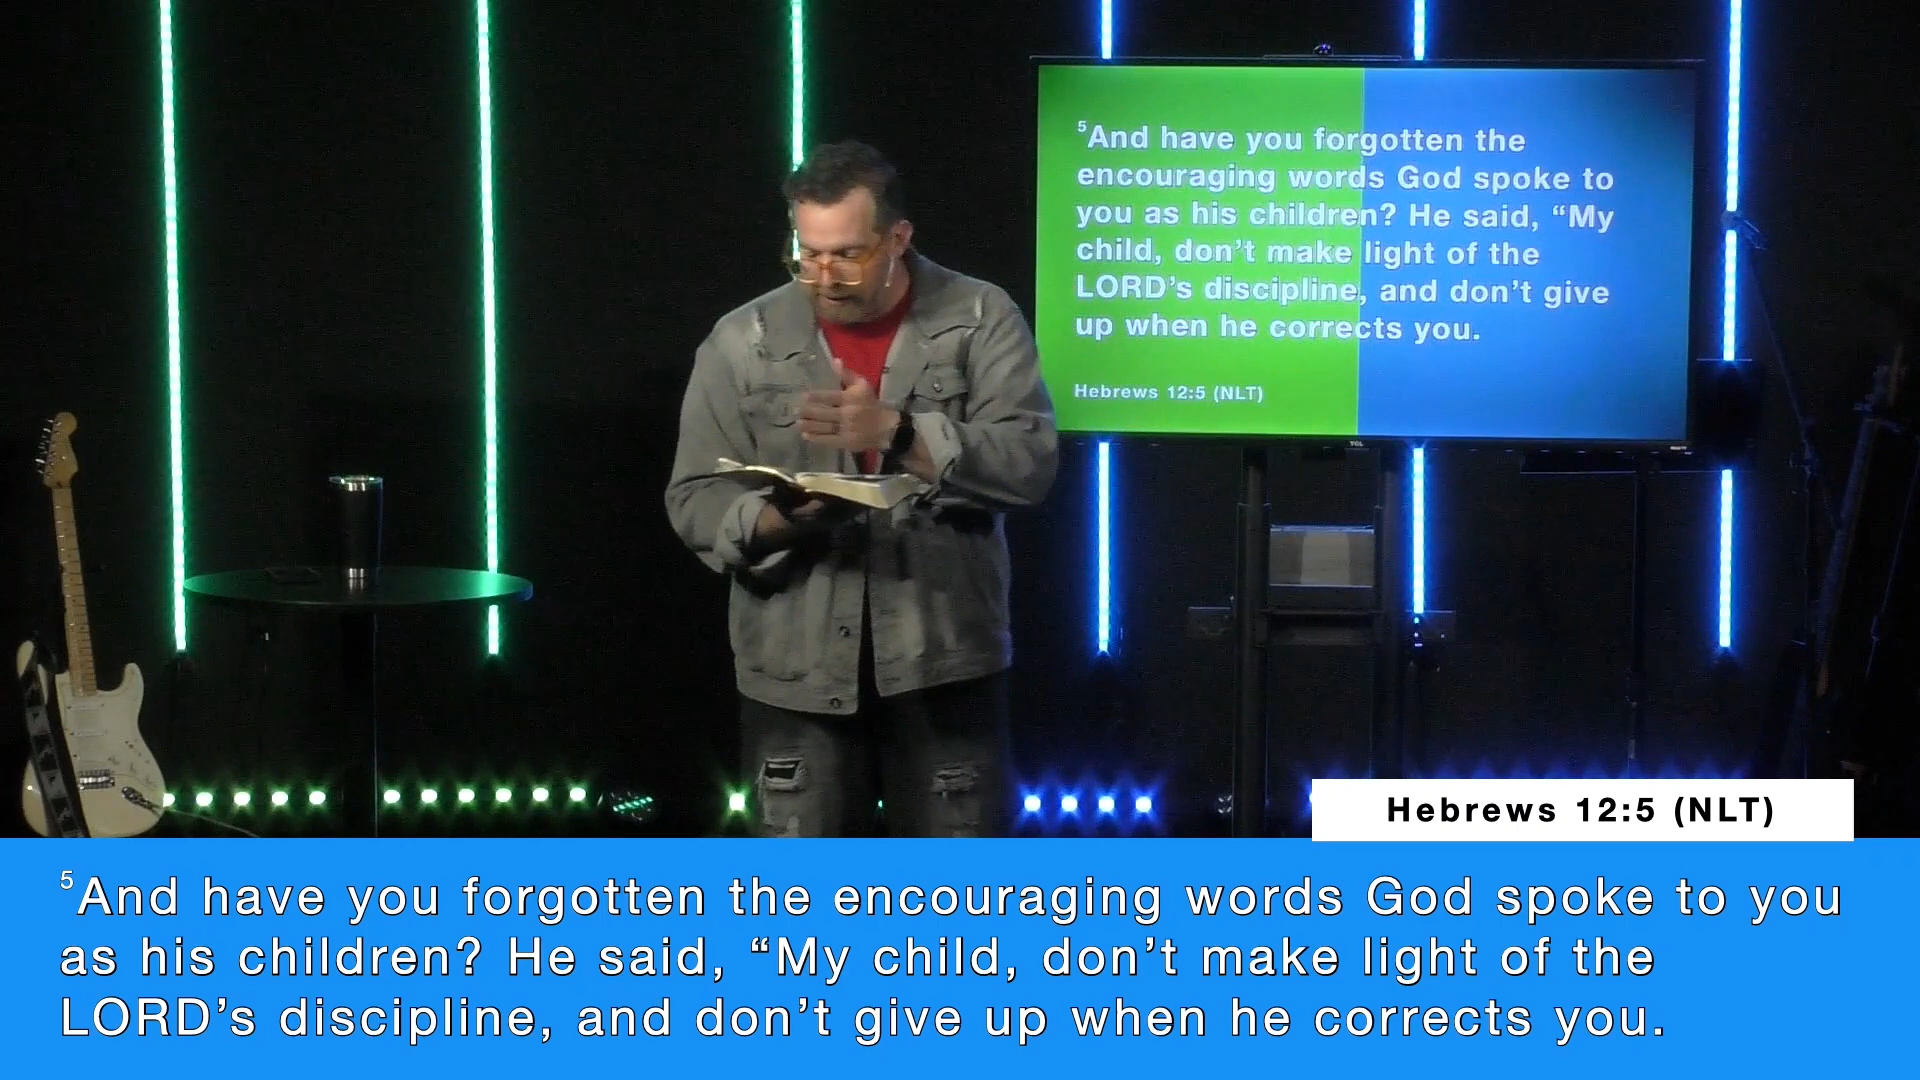 ⁵And have you forgotten the
encouraging words God spoke to
you as his children? He said, “My
child, don’t make light of the
LORD’s discipline, and don’t give
up when he corrects you.
Hebrews 12:5 (NLT)
TCL
Hebrews 12:5 (NLT)
⁵And have you forgotten the encouraging words God spoke to you
as his children? He said, “My child, don’t make light of the
LORD’s discipline, and don’t give up when he corrects you.